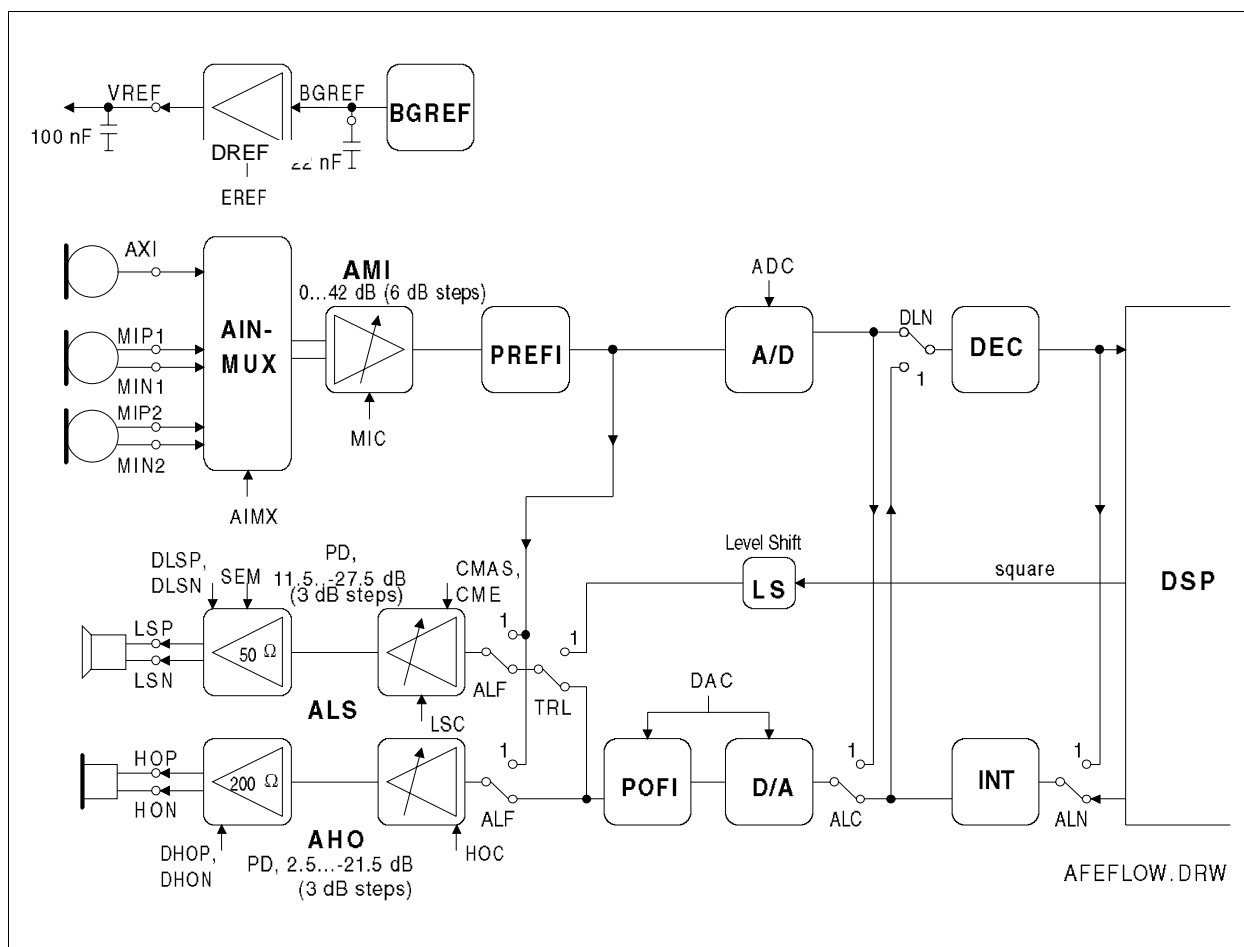 VREF
BGREF
BGREF
100 nF
DREF
22 nF
EREF
AXI
AMI
0...42 dB (6 dB steps)
ADC
MIP1
MIN1
AIN-
MUX
PREFI
A/D
DLN
1
DEC
MIP2
MIN2
MIC
AIMX
DLSP,
DLSN
SEM
PD,
11.5...-27.5 dB
(3 dB steps)
CMAS,
CME
Level Shift
LS
square
DSP
LSP
LSN
50 Ω
1
1
ALF
TRL
ALS
LSC
DAC
HOP
HON
200 Ω
1
ALF
POFI
D/A
1
ALC
INT
1
ALN
DHOP,
DHON
AHO
PD, 2.5...-21.5 dB
(3 dB steps)
HOC
AFEFLOW.DRW